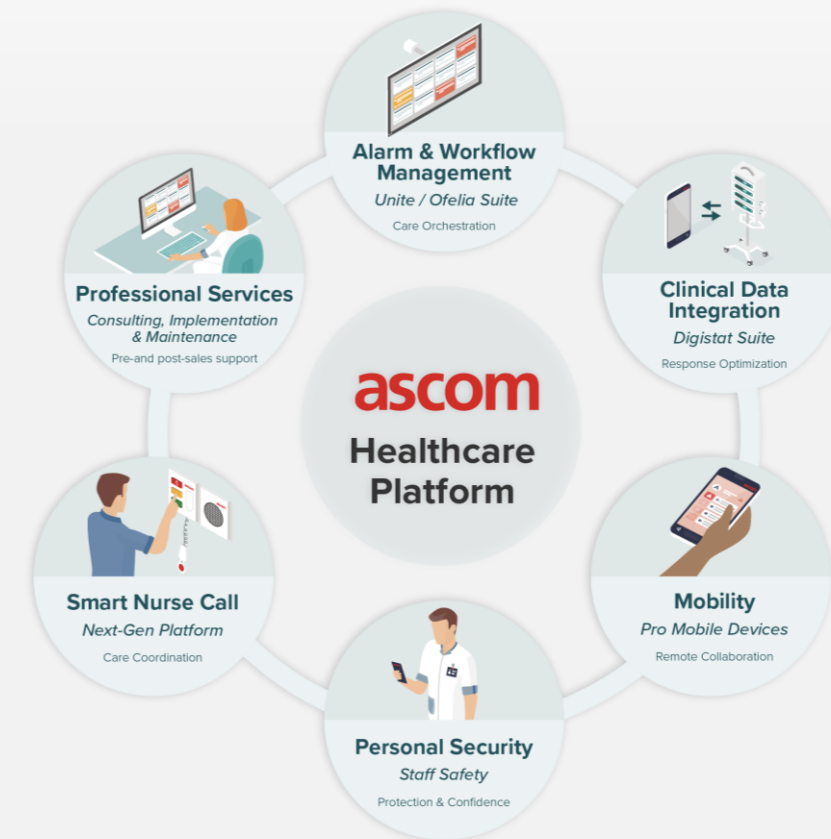 Alarm & Workflow
Management
Unite / Ofelia Suite
Care Orchestration
Professional Services
Consulting, Implementation
& Maintenance
Pre-and post-sales support
Clinical Data
Integration
Digistat Suite
Response Optimization
ascom
Healthcare
Platform
Smart Nurse Call
Next-Gen Platform
Care Coordination
Mobility
Pro Mobile Devices
Remote Collaboration
Personal Security
Staff Safety
Protection & Confidence